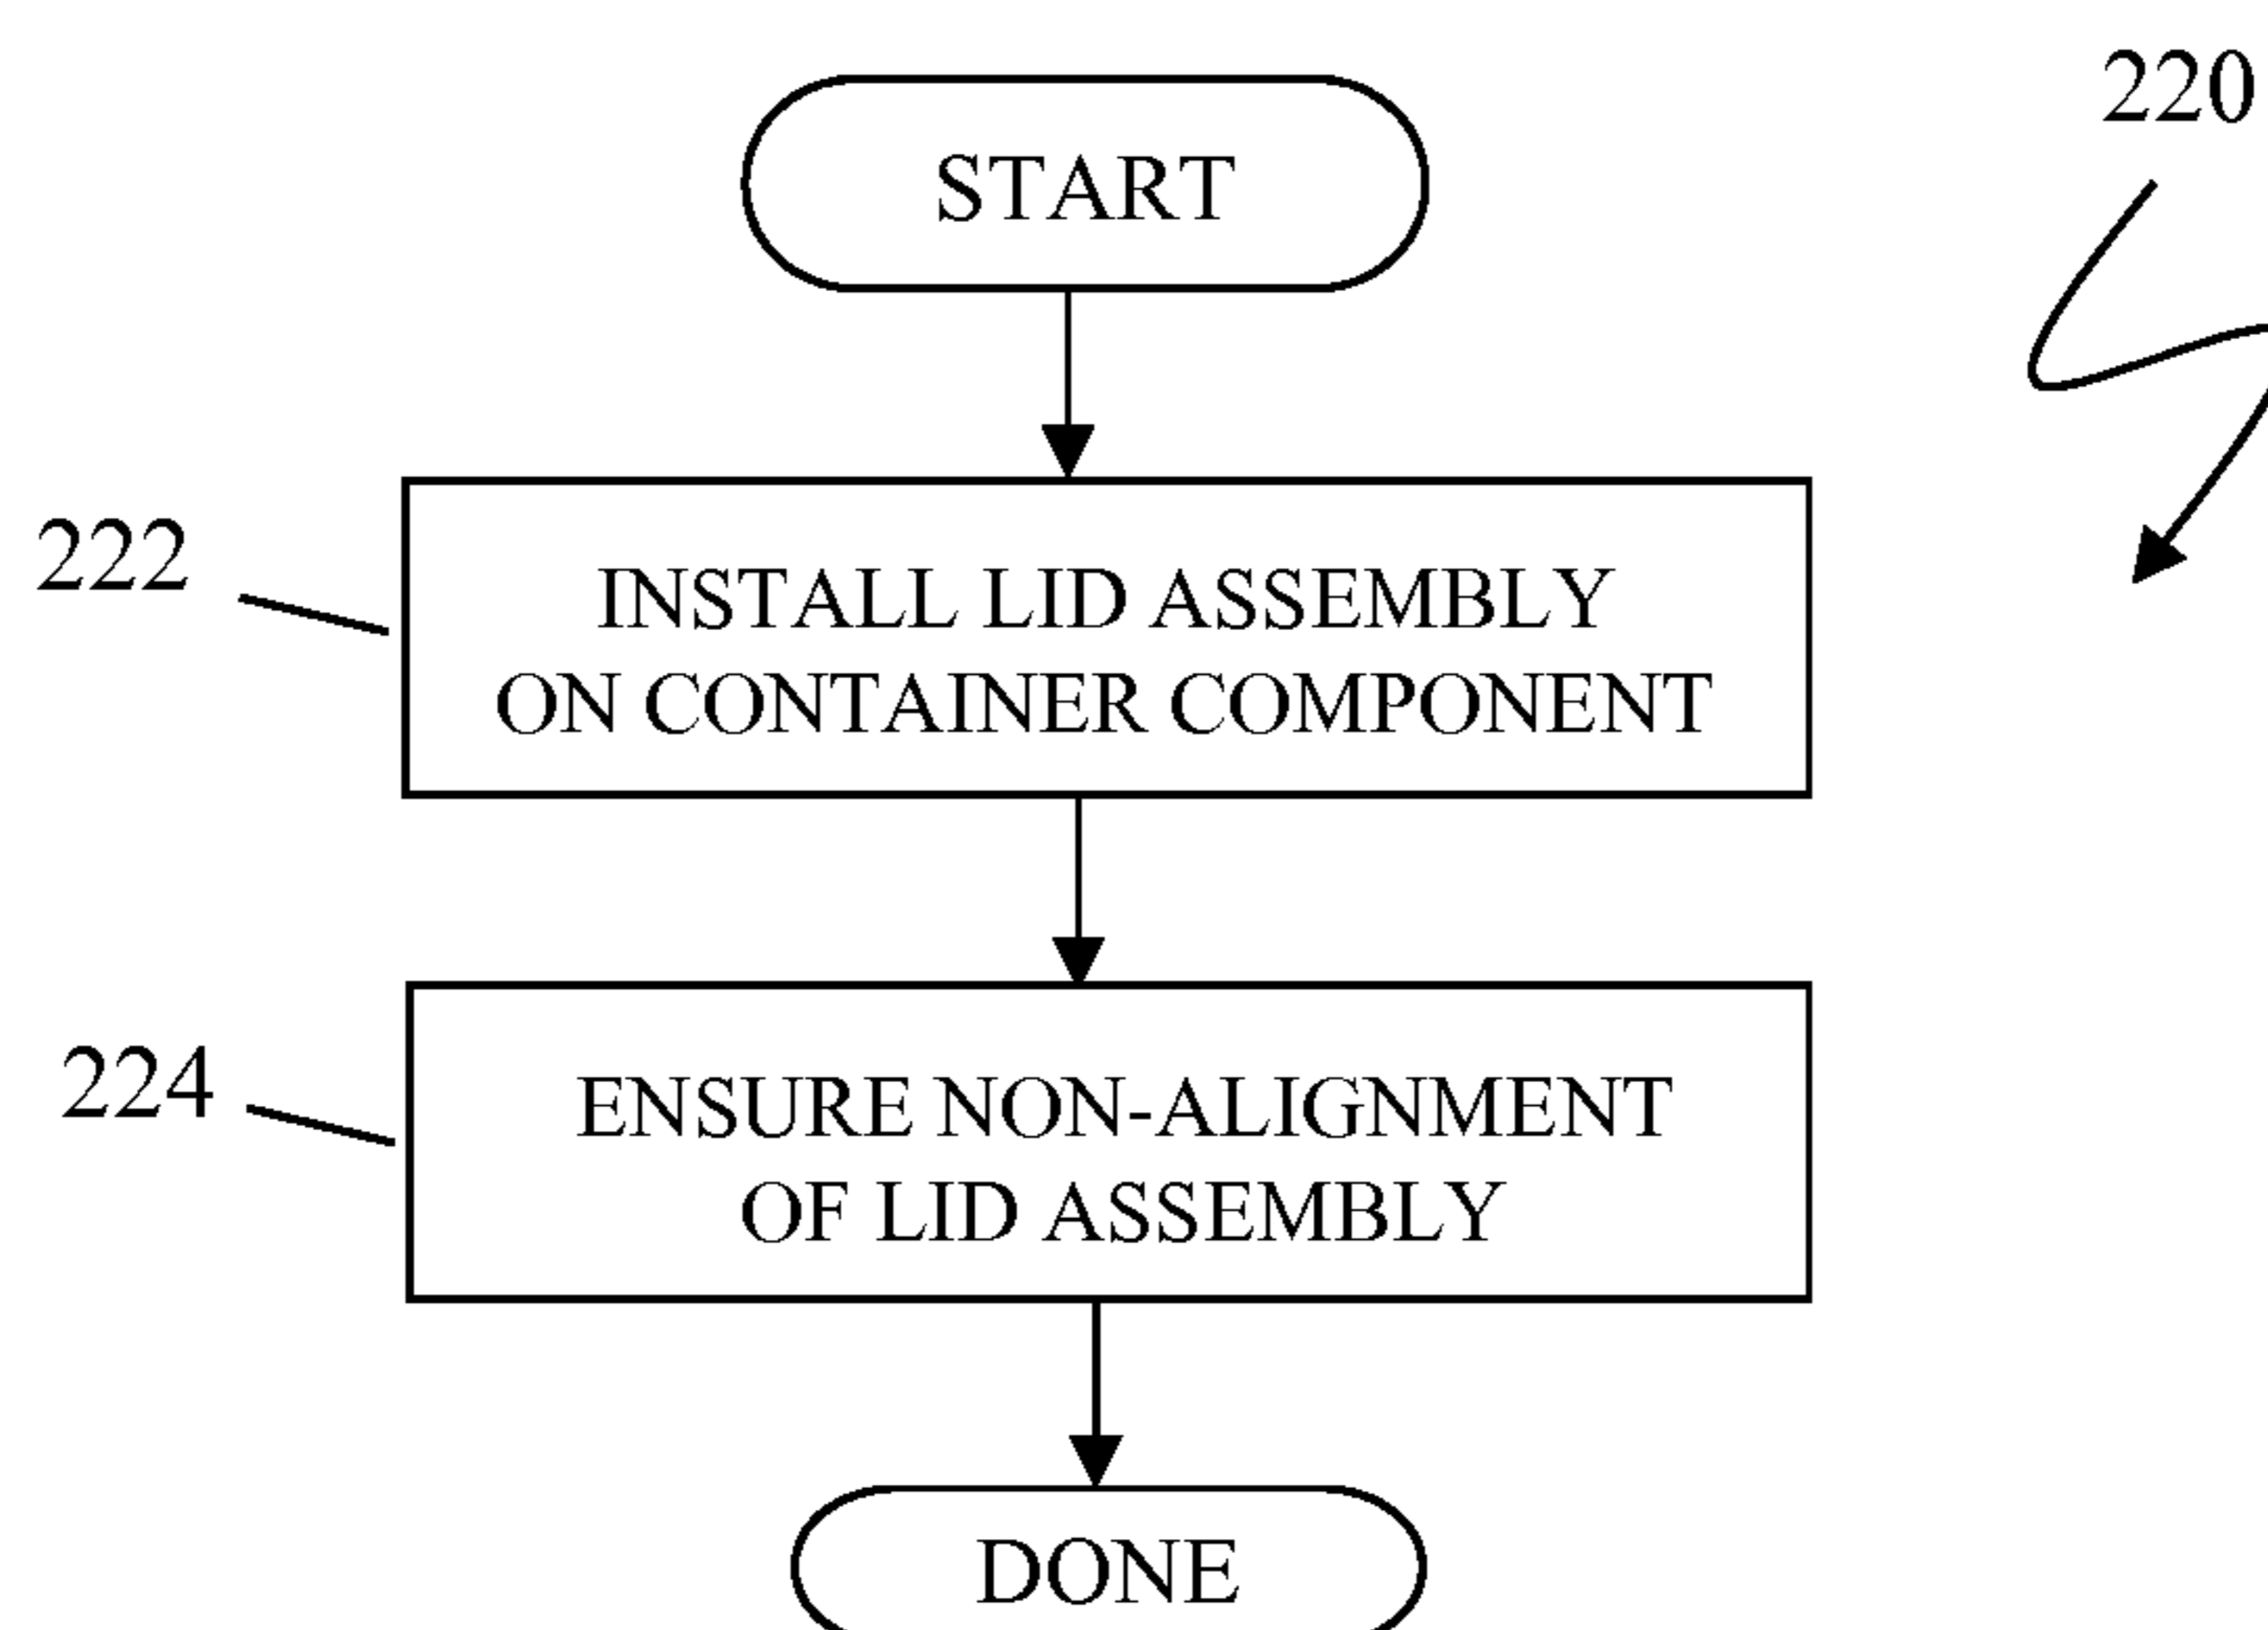 START
220
222
INSTALL LID ASSEMBLY
ON CONTAINER COMPONENT
224
ENSURE NON-ALIGNMENT
OF LID ASSEMBLY
DONE